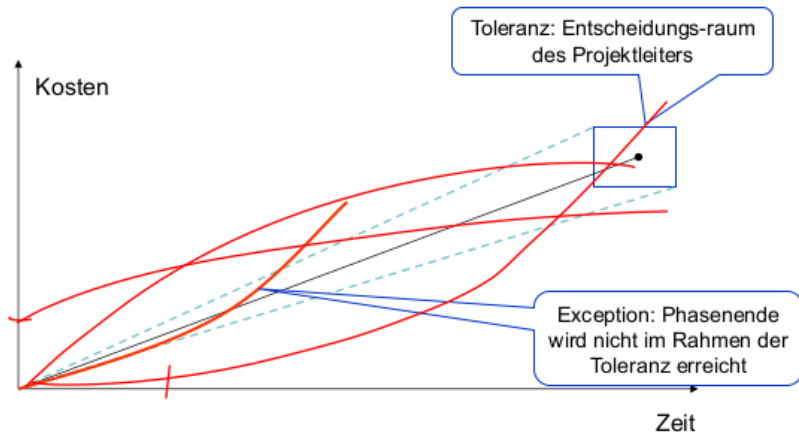 Toleranz: Entscheidungs-raum
des Projektleiters
Kosten
Exception: Phasenende
wird nicht im Rahmen der
Toleranz erreicht
Zeit